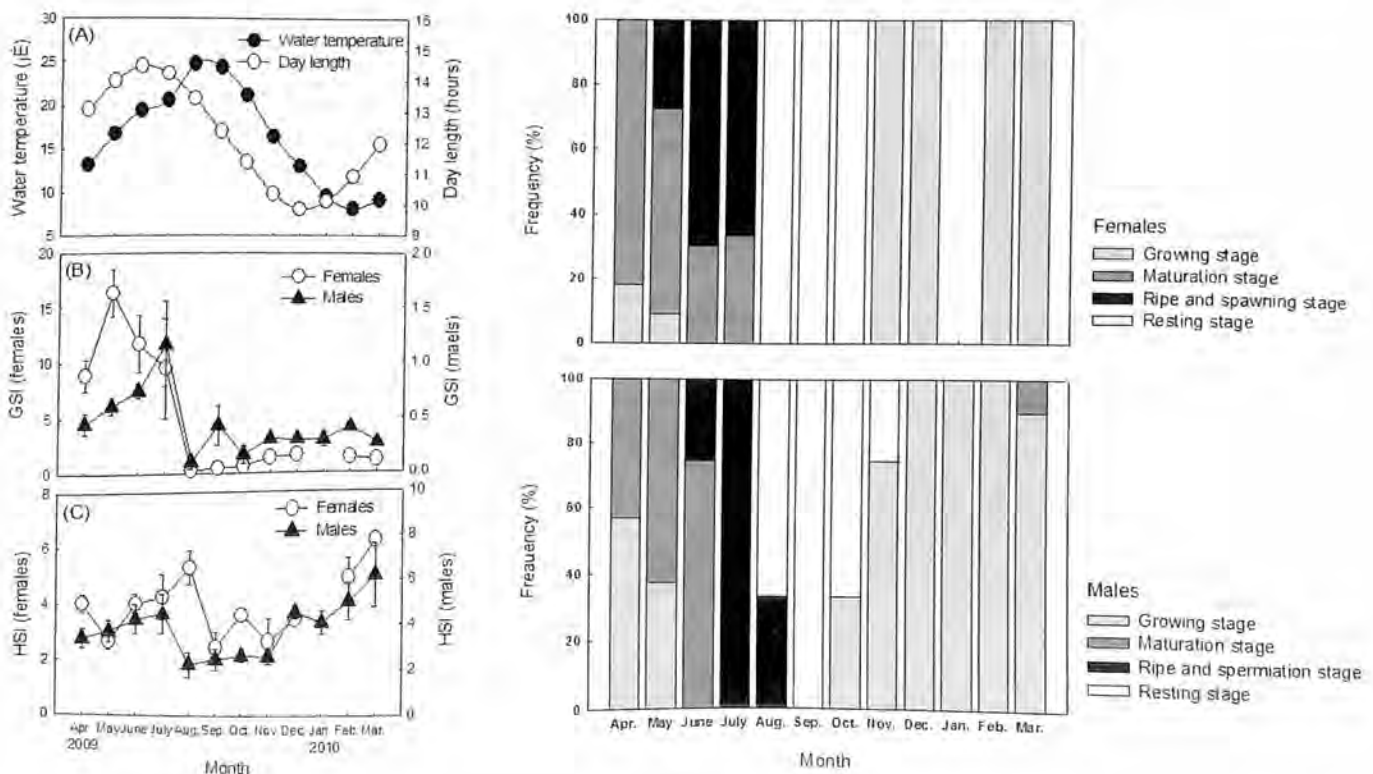 (A)
Water temperature
Day length
Water temperature (¡É)
30
25
20
15
10
5
Day length (hours)
16
15
14
13
12
11
10
9
(B)
Females
Males
GSI (females)
20
15
10
5
0
GSI (maels)
2.0
1.5
1.0
0.5
0.0
(C)
Females
Males
HSI (females)
8
6
4
2
0
HSI (males)
10
8
6
4
2
0
Apr. May June July Aug. Sep. Oct. Nov. Dec. Jan. Feb. Mar.
2009 2010
Month
Frequency (%)
100
80
60
40
20
0
Females
Growing stage
Maturation stage
Ripe and spawning stage
Resting stage
Freauency (%)
100
80
60
40
20
0
Males
Growing stage
Maturation stage
Ripe and spermiation stage
Resting stage
Apr. May June July Aug. Sep. Oct. Nov. Dec. Jan. Feb. Mar.
Month